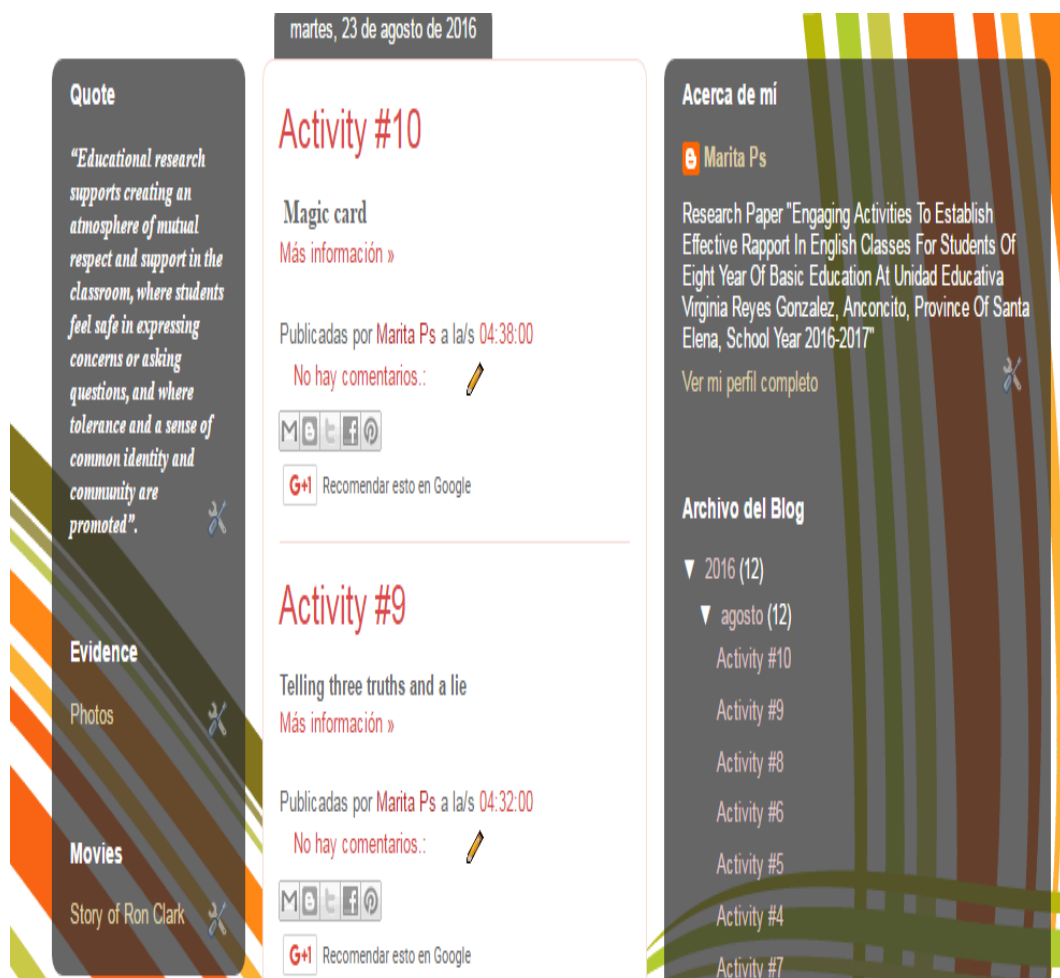 martes, 23 de agosto de 2016
Quote
“Educational research
supports creating an
atmosphere of mutual
respect and support in the
classroom, where students
feel safe in expressing
concerns or asking
questions, and where
tolerance and a sense of
common identity and
community are
promoted”.
Evidence
Photos
Movies
Story of Ron Clark
Activity #10
Magic card
Más información »
Publicadas por Marita Ps a la/s 04:38:00
No hay comentarios.:
G+1 Recomendar esto en Google
Activity #9
Telling three truths and a lie
Más información »
Publicadas por Marita Ps a la/s 04:32:00
No hay comentarios.:
G+1 Recomendar esto en Google
Acerca de mí
Marita Ps
Research Paper "Engaging Activities To Establish
Effective Rapport In English Classes For Students Of
Eight Year Of Basic Education At Unidad Educativa
Virginia Reyes Gonzalez, Anconcito, Province Of Santa
Elena, School Year 2016-2017"
Ver mi perfil completo
Archivo del Blog
▼ 2016 (12)
▼ agosto (12)
Activity #10
Activity #9
Activity #8
Activity #6
Activity #5
Activity #4
Activity #7